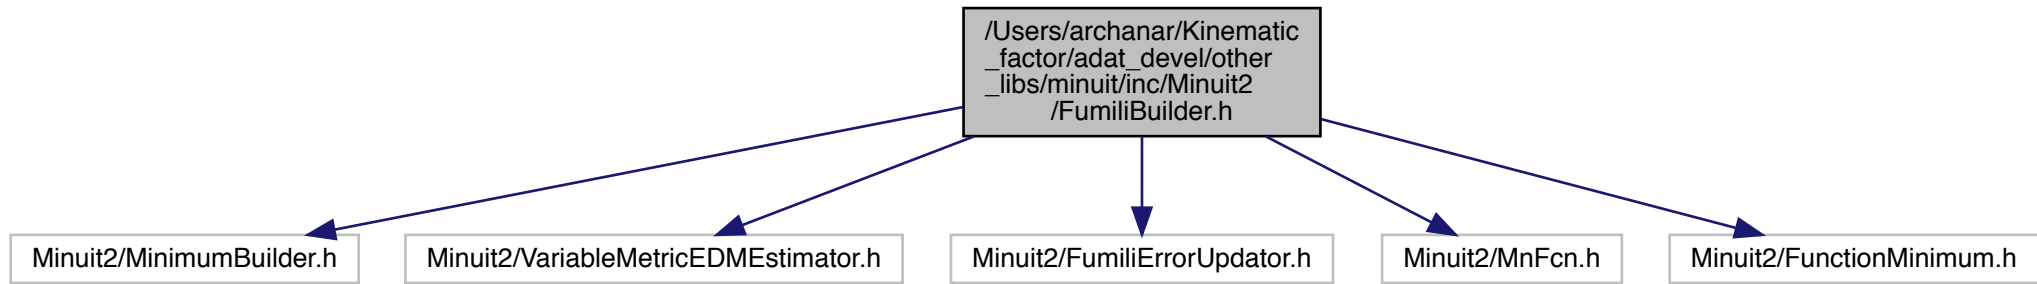 /Users/archanar/Kinematic
_factor/adat_devel/other
_libs/minuit/inc/Minuit2
/FumiliBuilder.h
Minuit2/MinimumBuilder.h
Minuit2/VariableMetricEDMEstimator.h
Minuit2/FumiliErrorUpdator.h
Minuit2/MnFcn.h
Minuit2/FunctionMinimum.h